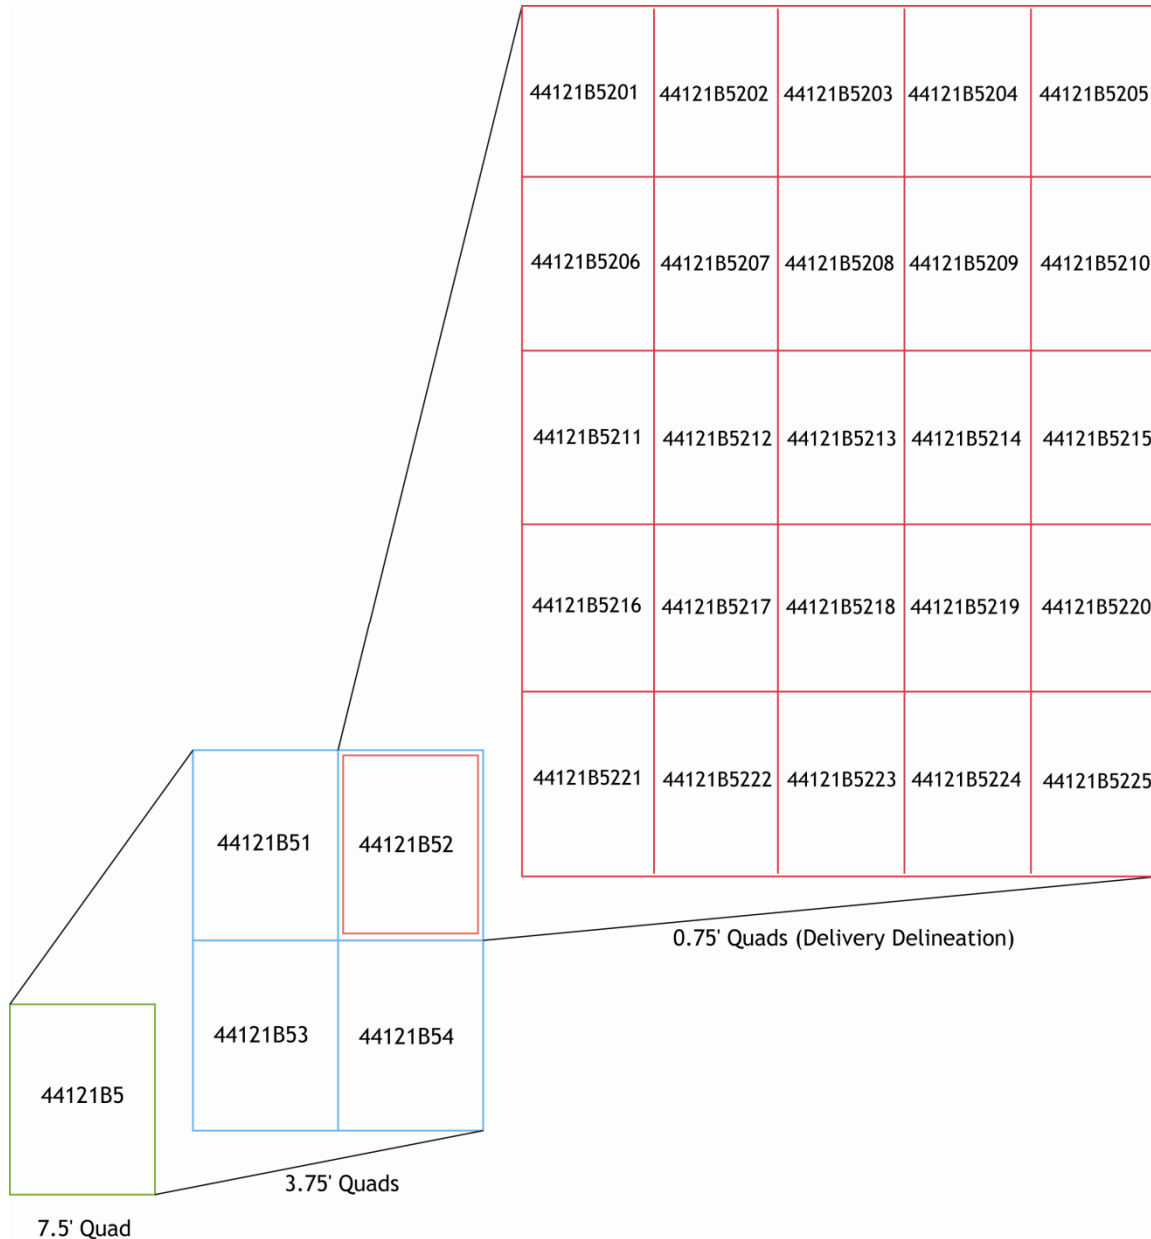 44121B5201 44121B5202 44121B5203 44121B5204 44121B5205
44121B5206 44121B5207 44121B5208 44121B5209 44121B5210
44121B5211 44121B5212 44121B5213 44121B5214 44121B5215
44121B5216 44121B5217 44121B5218 44121B5219 44121B5220
44121B5221 44121B5222 44121B5223 44121B5224 44121B5225
0.75' Quads (Delivery Delineation)
44121B51 44121B52
44121B53 44121B54
3.75' Quads
44121B5
7.5' Quad